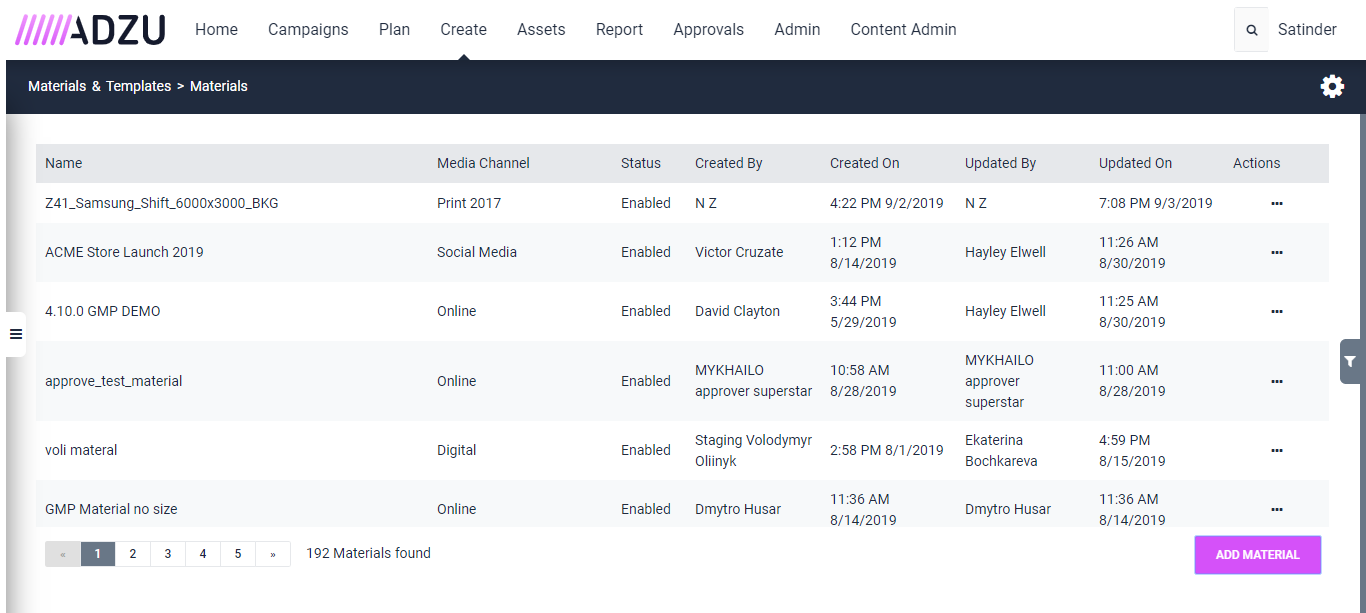 ADZU Home Campaigns Plan Create Assets Report Approvals Admin Content Admin Satinder
Materials & Templates > Materials
Name Media Channel Status Created By Created On Updated By Updated On Actions
Z41_Samsung_Shift_6000x3000_BKG Print 2017 Enabled N Z 4:22 PM 9/2/2019 N Z 7:08 PM 9/3/2019 ...
ACME Store Launch 2019 Social Media Enabled Victor Cruzate 1:12 PM 8/14/2019 Hayley Elwell 11:26 AM 8/30/2019 ...
4.10.0 GMP DEMO Online Enabled David Clayton 3:44 PM 5/29/2019 Hayley Elwell 11:25 AM 8/30/2019 ...
approve_test_material Online Enabled MYKHAILO approver superstar 10:58 AM 8/28/2019 MYKHAILO approver superstar 11:00 AM 8/28/2019 ...
voli materal Digital Enabled Staging Volodymyr Oliinyk 2:58 PM 8/1/2019 Ekaterina Bochkareva 4:59 PM 8/15/2019 ...
GMP Material no size Online Enabled Dmytro Husar 11:36 AM 8/14/2019 Dmytro Husar 11:36 AM 8/14/2019 ...
« 1 2 3 4 5 » 192 Materials found ADD MATERIAL